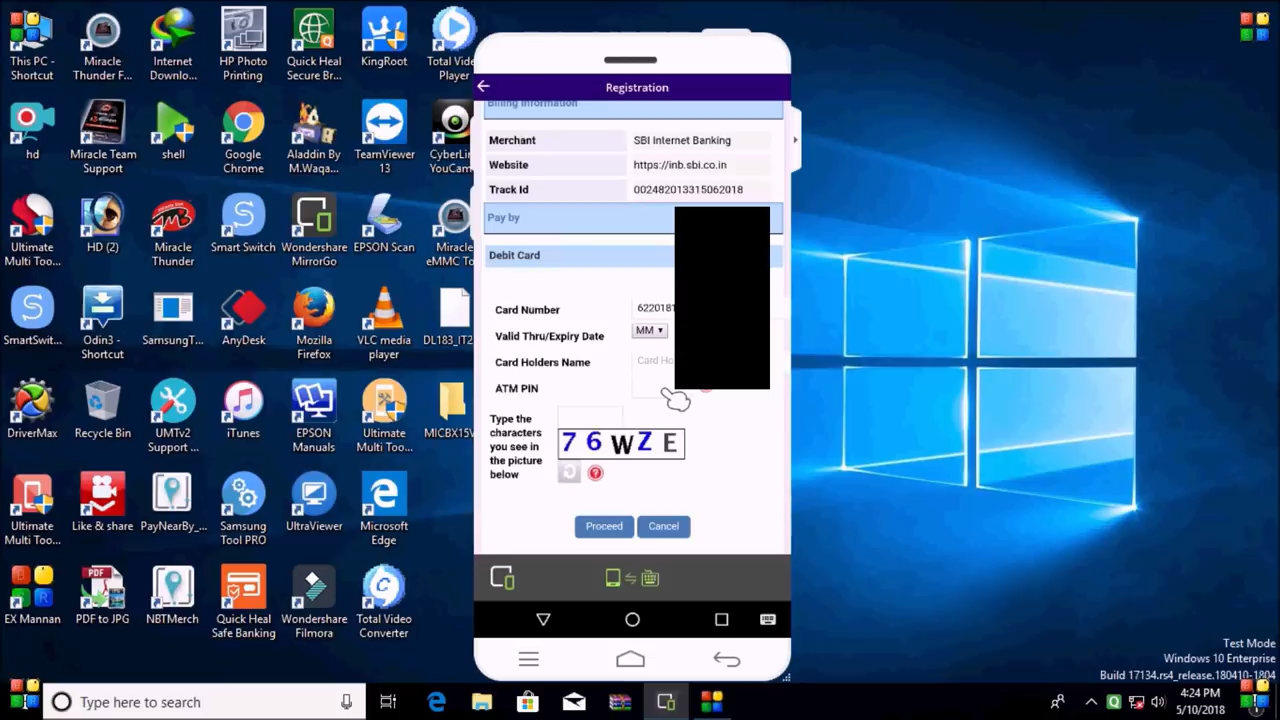 This PC - Shortcut
Miracle Thunder F...
Internet Downlo...
HP Photo Printing
Quick Heal Secure Br...
KingRoot
Total Video Player
hd
Miracle Team Support
shell
Google Chrome
Aladdin By M.Waqa...
TeamViewer 13
CyberLin YouCam
Ultimate Multi Too...
HD (2)
Miracle Thunder
Smart Switch
Wondershare MirrorGo
EPSON Scan
Miracle eMMC To
SmartSwit...
Odin3 - Shortcut
SamsungT...
AnyDesk
Mozilla Firefox
VLC media player
DL183_IT2
DriverMax
Recycle Bin
UMTv2 Support ...
iTunes
EPSON Manuals
Ultimate Multi Too...
MICBX15V
Ultimate Multi Too...
Like & share
PayNearBy_...
Samsung Tool PRO
UltraViewer
Microsoft Edge
EX Mannan
PDF to JPG
NBTMerch
Quick Heal Safe Banking
Wondershare Filmora
Total Video Converter
Registration
Billing Information
Merchant SBI Internet Banking
Website https://inb.sbi.co.in
Track Id 002482013315062018
Pay by
Debit Card
Card Number 622018
Valid Thru/Expiry Date MM
Card Holders Name Card Ho
ATM PIN
Type the
characters
you see in
the picture
below
76WZE
Proceed Cancel
Test Mode
Windows 10 Enterprise
Build 17134.rs4_release.180410-1804
Type here to search
4:24 PM
5/10/2018